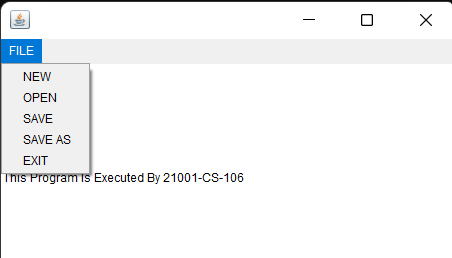 FILE
NEW
OPEN
SAVE
SAVE AS
EXIT
This Program is Executed By 21001-CS-106